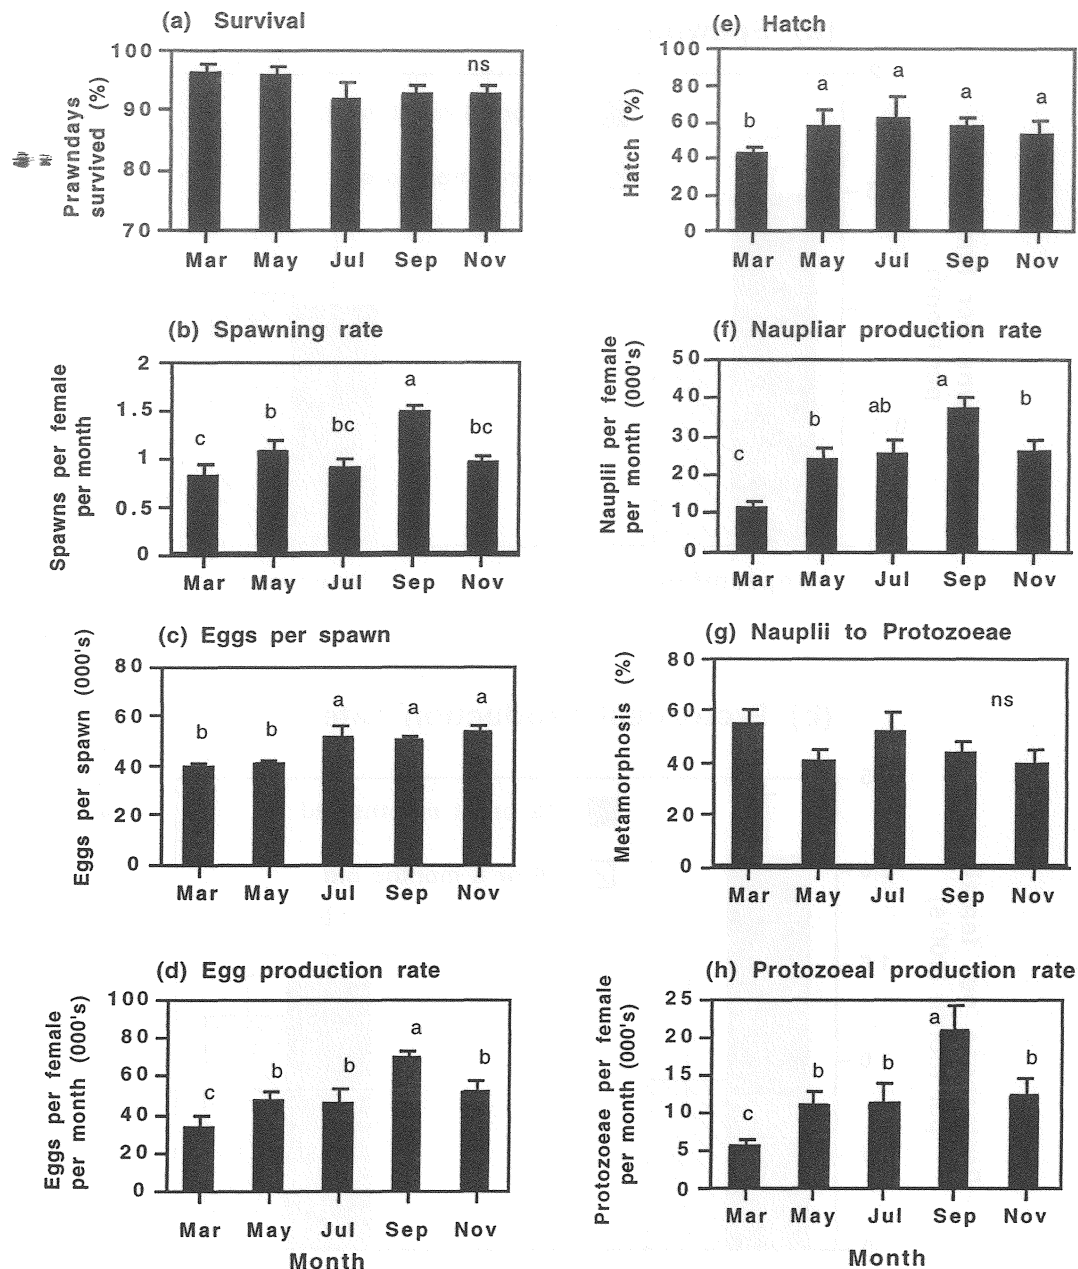 (a) Survival
Prawndays
survived (%)
100
90
80
70
ns
Mar May Jul Sep Nov
(b) Spawning rate
Spawns per female
per month
2
1.5
1
0.5
0
c b bc a bc
Mar May Jul Sep Nov
(c) Eggs per spawn
Eggs per spawn (000's)
80
60
40
20
0
b b a a a
Mar May Jul Sep Nov
(d) Egg production rate
Eggs per female
per month (000's)
100
80
60
40
20
0
c b b a b
Mar May Jul Sep Nov
Month
(e) Hatch
Hatch (%)
100
80
60
40
20
0
b a a a a
Mar May Jul Sep Nov
(f) Naupliar production rate
Nauplii per female
per month (000's)
50
40
30
20
10
0
c b ab a b
Mar May Jul Sep Nov
(g) Nauplii to Protozoeae
Metamorphosis (%)
80
60
40
20
0
ns
Mar May Jul Sep Nov
(h) Protozoeal production rate
Protozoeae per female
per month (000's)
25
20
15
10
5
0
c b b a b
Mar May Jul Sep Nov
Month